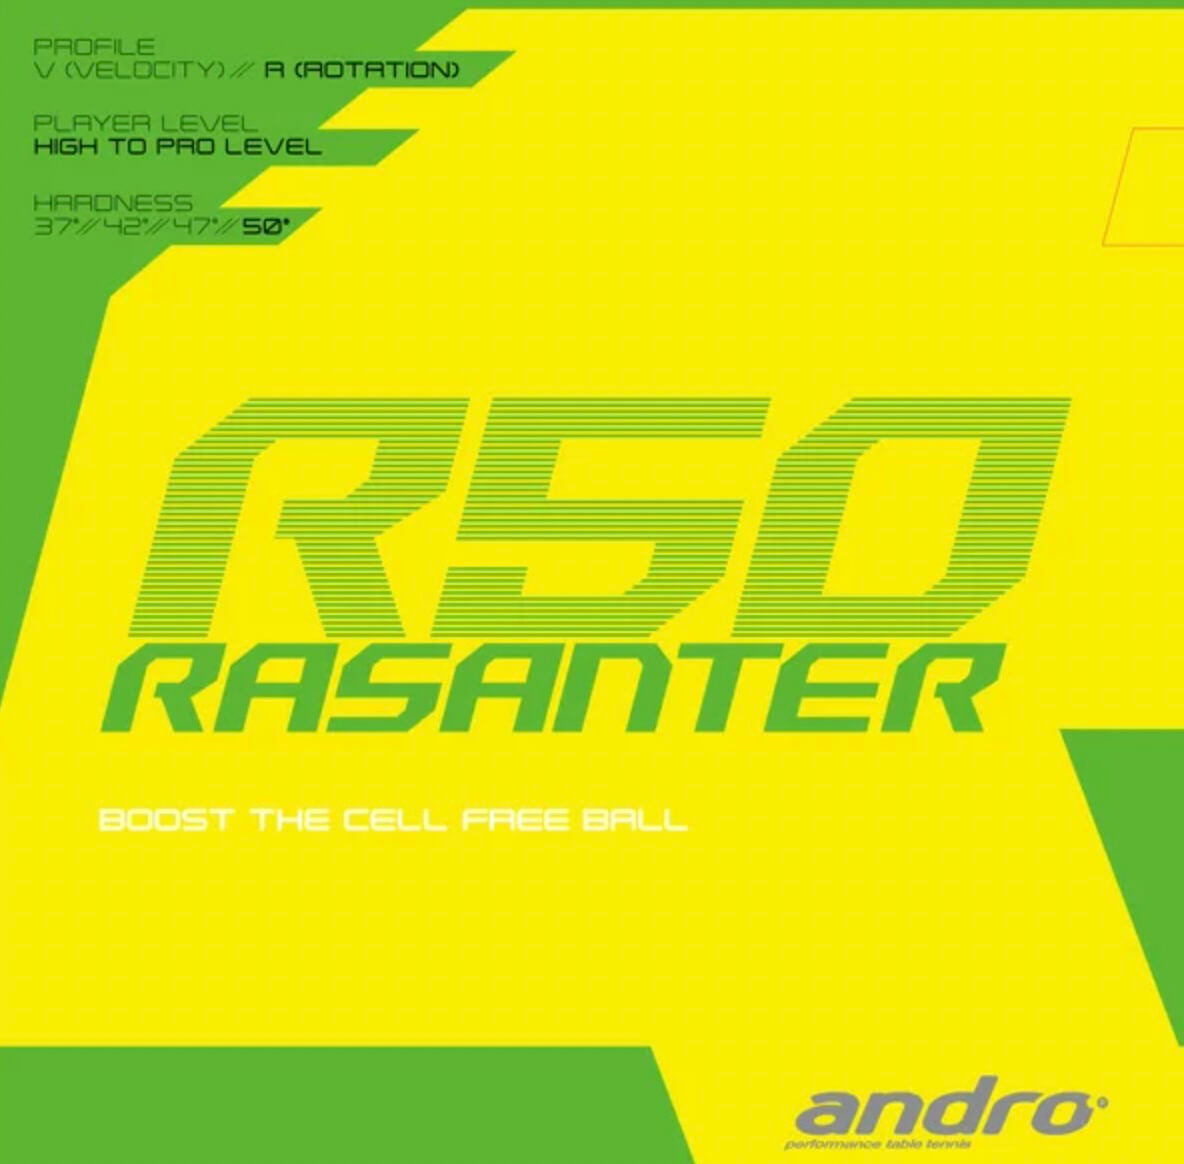 PROFILE
V (VELOCITY) // R (ROTATION)
PLAYER LEVEL
HIGH TO PRO LEVEL
HARDNESS
37°//42°//47°//50°
R50
RASANTER
BOOST THE CELL FREE BALL
andro
performance table tennis